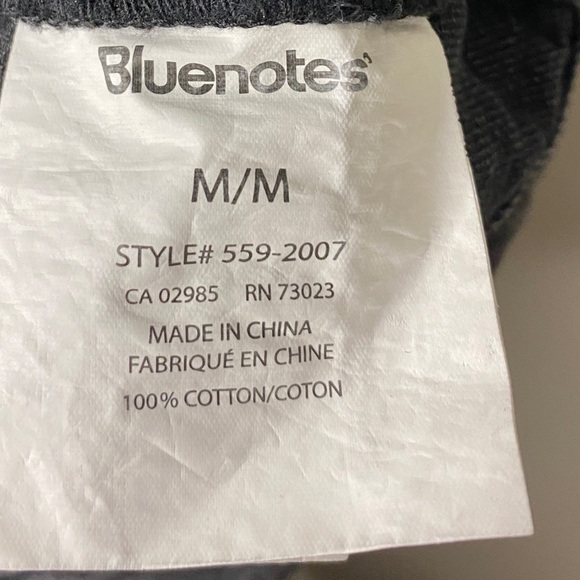 Bluenotes'
M/M
STYLE# 559-2007
CA 02985 RN 73023
MADE IN CHINA
FABRIQUÉ EN CHINE
100% COTTON/COTON